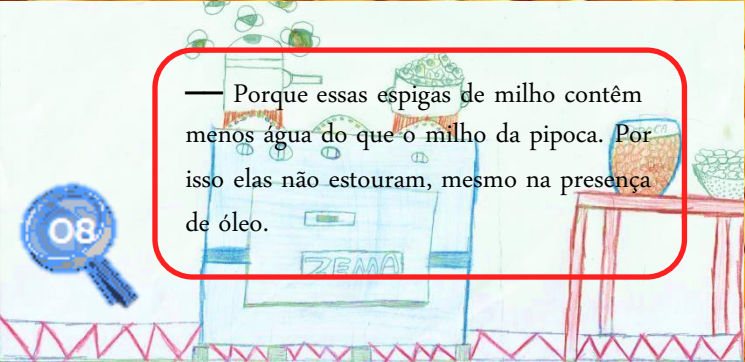 — Porque essas espigas de milho contêm
menos água do que o milho da pipoca. Por
isso elas não estouram, mesmo na presença
de óleo.
08
ZEMA